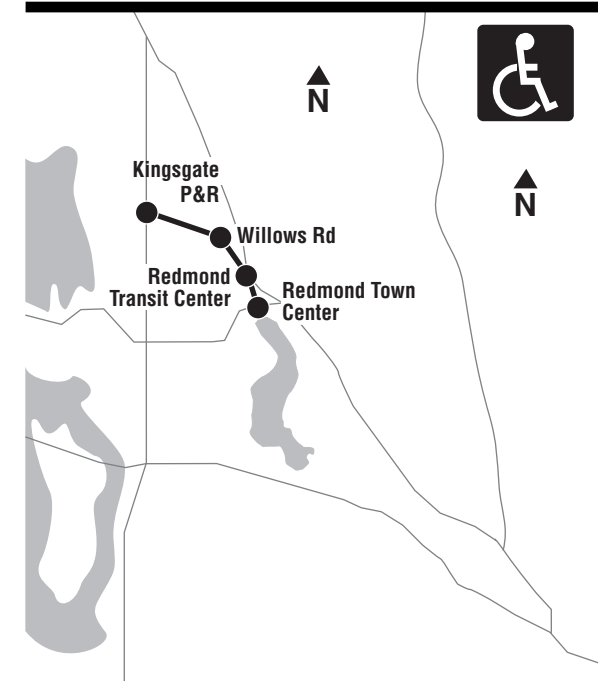 N
N
Kingsgate
P&R
Willows Rd
Redmond
Transit Center
Redmond Town
Center